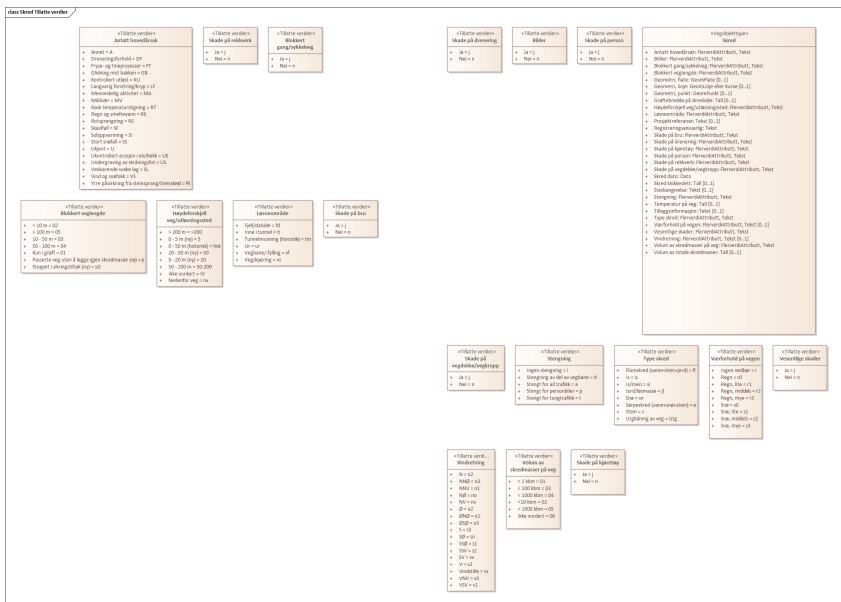 class Skred Tillatte verdier
«Tillatte verdier»
Antatt hovedårsak
+ Annet = A
+ Dreneringsforhold = DF
+ Fryse- og tineprosesser = FT
+ Glidning mot bakken = GB
+ Kontrollert utløst = KU
+ Langvarig forvitring/kryp = LF
+ Menneskelig aktivitet = MA
+ Mildvær = MV
+ Rask temperaturstigning = RT
+ Regn og snøsmeltevann = RS
+ Rotsprengning = RS
+ Skavlfall = SF
+ Soloppvarming = SI
+ Stort snøfall = SS
+ Ukjent = U
+ Ukontrollert erosjon i elv/bekk = UE
+ Undergraving av skråningsfot = US
+ Vedvarende svake lag = SL
+ Vind og snøfokk = VS
+ Ytre påvirkning fra steinsprang/steinskred = PS
«Tillatte verdier»
Skade på rekkverk
+ Ja = j
+ Nei = n
«Tillatte verdier»
Blokkert
gang/sykkelveg
+ Ja = j
+ Nei = n
«Tillatte verdier»
Skade på drenering
+ Ja = j
+ Nei = n
«Tillatte verdier»
Bilder
+ Ja = j
+ Nei = n
«Tillatte verdier»
Skade på person
+ Ja = j
+ Nei = n
«Vegobjekttype»
Skred
+ Antatt hovedårsak: FlerverdiAttributt, Tekst
+ Bilder: FlerverdiAttributt, Tekst
+ Blokkert gang/sykkelveg: FlerverdiAttributt, Tekst
+ Blokkert veglengde: FlerverdiAttributt, Tekst
+ Geometri, flate: GeomFlate [0..1]
+ Geometri, linje: GeomLinje eller Kurve [0..1]
+ Geometri, punkt: GeomPunkt [0..1]
+ Grøftebredde på skredside: Tall [0..1]
+ Høydeforskjell veg/utløsningssted: FlerverdiAttributt, Tekst
+ Løsneområde: FlerverdiAttributt, Tekst
+ Prosjektreferanse: Tekst [0..1]
+ Registreringsansvarlig: Tekst
+ Skade på bru: FlerverdiAttributt, Tekst
+ Skade på drenering: FlerverdiAttributt, Tekst
+ Skade på kjøretøy: FlerverdiAttributt, Tekst
+ Skade på person: FlerverdiAttributt, Tekst
+ Skade på rekkverk: FlerverdiAttributt, Tekst
+ Skade på vegdekke/vegkropp: FlerverdiAttributt, Tekst
+ Skred dato: Dato
+ Skred klokkeslett: Tall [0..1]
+ Stedsangivelse: Tekst [0..1]
+ Stengning: FlerverdiAttributt, Tekst
+ Temperatur på veg: Tall [0..1]
+ Tilleggsinformasjon: Tekst [0..1]
+ Type skred: FlerverdiAttributt, Tekst
+ Værforhold på vegen: FlerverdiAttributt, Tekst
+ Vesentlige skader: FlerverdiAttributt, Tekst
+ Vindretning: FlerverdiAttributt, Tekst
+ Volum av skredmasser på veg: FlerverdiAttributt, Tekst
+ Volum av totale skredmasser: Tall [0..1]
«Tillatte verdier»
Blokkert veglengde
+ < 10 m = 02
+ > 100 m = 05
+ 10 - 50 m = 03
+ 50 - 100 m = 04
+ Kun i grøft = 01
+ Passerte veg uten å legge igjen skredmasser (ny) = p
+ Stoppet i sikringstiltak (ny) = sst
«Tillatte verdier»
Høydeforskjell
veg/utløsningssted
+ > 200 m = >200
+ 0 - 5 m (ny) = 5
+ 0 - 50 m (historisk) = hist
+ 20 - 50 m (ny) = 50
+ 5 - 20 m (ny) = 20
+ 50 - 200 m = 50-200
+ Ikke vurdert = IV
+ Nedenfor veg = nv
«Tillatte verdier»
Løsneområde
+ Fjell/dalside = fd
+ Inne i tunnel = it
+ Tunnelmunning (historisk) = tm
+ Ur = ur
+ Vegbane/-fylling = vf
+ Vegskjæring = vs
«Tillatte verdier»
Skade på bru
+ Ja = j
+ Nei = n
«Tillatte verdier»
Skade på
vegdekke/vegkropp
+ Ja = j
+ Nei = n
«Tillatte verdier»
Stengning
+ Ingen stengning = i
+ Stengning av del av vegbane = d
+ Stengt for all trafikk = a
+ Stengt for personbiler = p
+ Stengt for tungtrafikk = t
«Tillatte verdier»
Type skred
+ Flomskred (vann+stein+jord) = fl
+ Is = is
+ Is/stein = si
+ Jord/løsmasse = jl
+ Snø = sn
+ Sørpeskred (vann+snø+stein) =
+ Stein = s
+ Utglidning av veg = Utg
«Tillatte verdier»
Værforhold på vegen
+ Ingen nedbør = i
+ Regn = r0
+ Regn, lite = r1
+ Regn, middels = r2
+ Regn, mye = r3
+ Snø = s0
+ Snø, lite = s1
+ Snø, middels = s2
+ Snø, mye = s3
«Tillatte verdier»
Vesentlige skader
+ Ja = j
+ Nei = n
«Tillatte verdi...
Vindretning
+ N = n2
+ NNØ = n3
+ NNV = n1
+ NØ = no
+ NV = nv
+ Ø = o2
+ ØNØ = o1
+ ØSØ = o3
+ S = s3
+ SØ = so
+ SSØ = s1
+ SSV = s2
+ SV = sv
+ V = v2
+ Vindstille = vs
+ VNV = v3
+ VSV = v1
«Tillatte verdier»
Volum av
skredmasser på veg
+ < 1 kbm = 01
+ < 100 kbm = 03
+ < 1000 kbm = 04
+ <10 kbm = 02
+ > 1000 kbm = 05
+ Ikke vurdert = 06
«Tillatte verdier»
Skade på kjøretøy
+ Ja = j
+ Nei = n